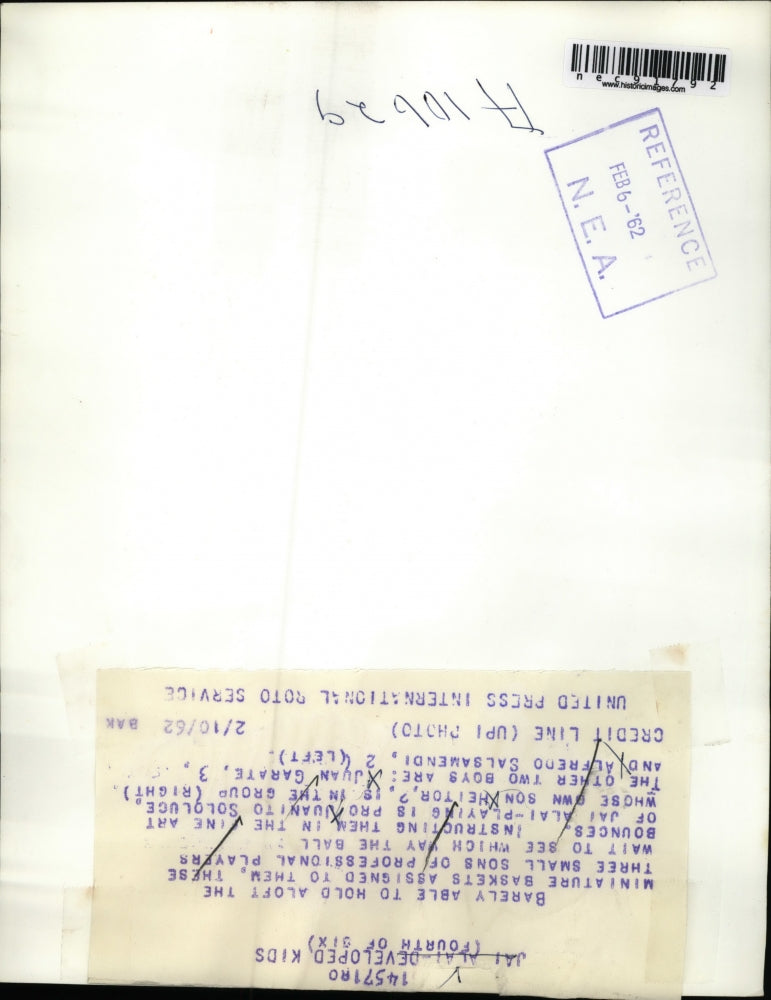 nec91792
www.historicimages.com
10629
REFERENCE
FEB 6-'62
N. E. A.
14571RO
JAI ALAI-DEVELOPED KIDS
(FOURTH OF SIX)
BARELY ABLE TO HOLD ALOFT THE
MINIATURE BASKETS ASSIGNED TO THEM, THESE
THREE SMALL SONS OF PROFESSIONAL PLAYERS
WAIT TO SEE WHICH WAY THE BALL
BOUNCES. INSTRUCTING THEM IN THE FINE ART
OF JAI ALAI-PLAYING IS PRO JUANITO SOLOLUCE,
WHOSE OWN SON HEITOR, 2, IS IN THE GROUP (RIGHT)
THE OTHER TWO BOYS ARE: JUAN GARATE, 3,
AND ALFREDO SALSAMENDI, 2 (LEFT).
CREDIT LINE (UPI PHOTO) 2/10/62 BAK
UNITED PRESS INTERNATIONAL ROTO SERVICE